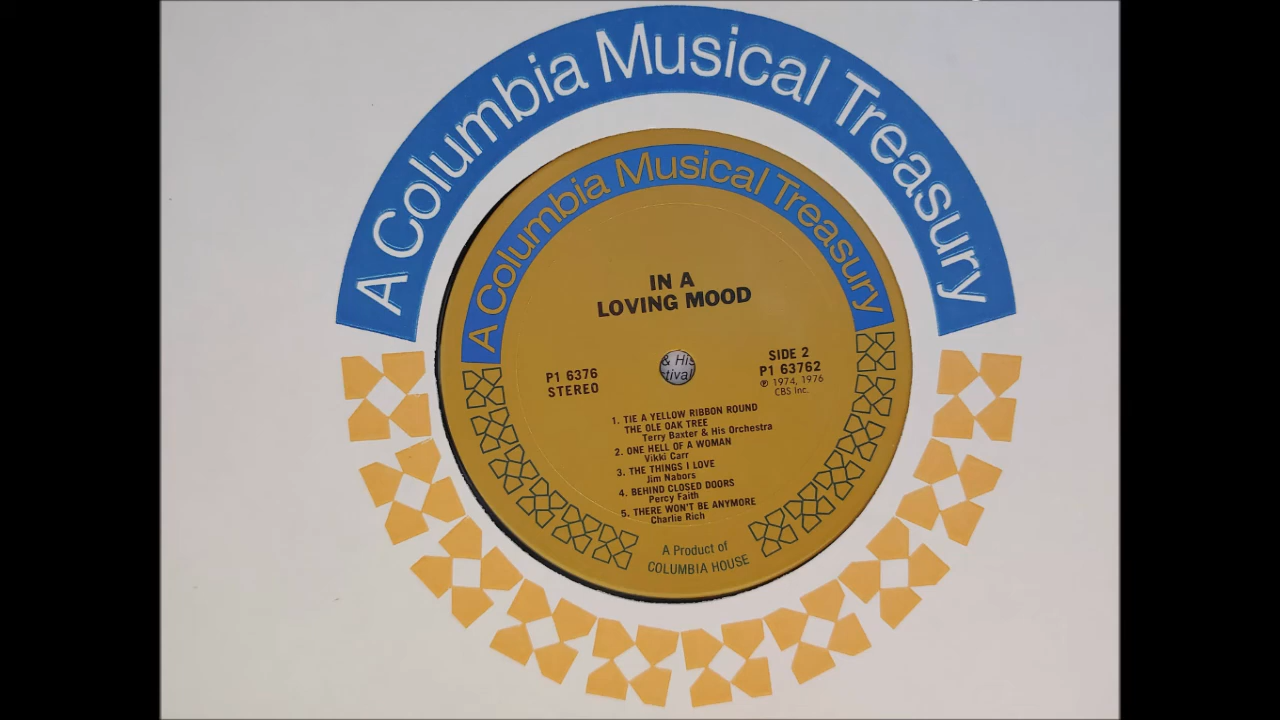 A Columbia Musical Treasury
A Columbia Musical Treasury
IN A
LOVING MOOD
& His
stival
P1 6376
STEREO
SIDE 2
P1 63762
℗ 1974, 1976
CBS Inc.
1. TIE A YELLOW RIBBON ROUND
THE OLE OAK TREE
Terry Baxter & His Orchestra
2. ONE HELL OF A WOMAN
Vikki Carr
3. THE THINGS I LOVE
Jim Nabors
4. BEHIND CLOSED DOORS
Percy Faith
5. THERE WON'T BE ANYMORE
Charlie Rich
A Product of
COLUMBIA HOUSE